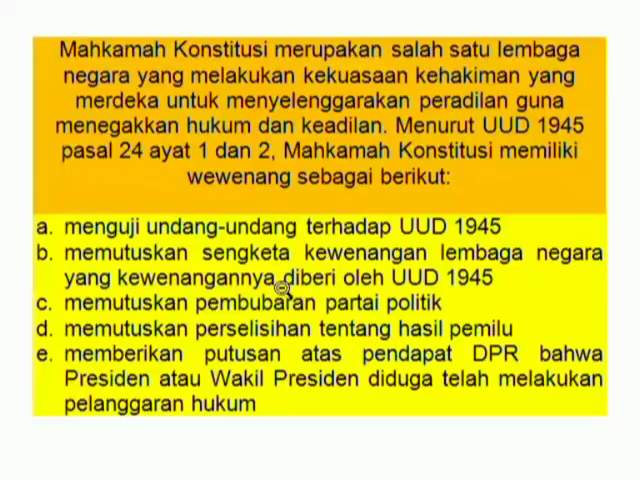 Mahkamah Konstitusi merupakan salah satu lembaga
negara yang melakukan kekuasaan kehakiman yang
merdeka untuk menyelenggarakan peradilan guna
menegakkan hukum dan keadilan. Menurut UUD 1945
pasal 24 ayat 1 dan 2, Mahkamah Konstitusi memiliki
wewenang sebagai berikut:
a. menguji undang-undang terhadap UUD 1945
b. memutuskan sengketa kewenangan lembaga negara
yang kewenangannya diberi oleh UUD 1945
c. memutuskan pembubaran partai politik
d. memutuskan perselisihan tentang hasil pemilu
e. memberikan putusan atas pendapat DPR bahwa
Presiden atau Wakil Presiden diduga telah melakukan
pelanggaran hukum